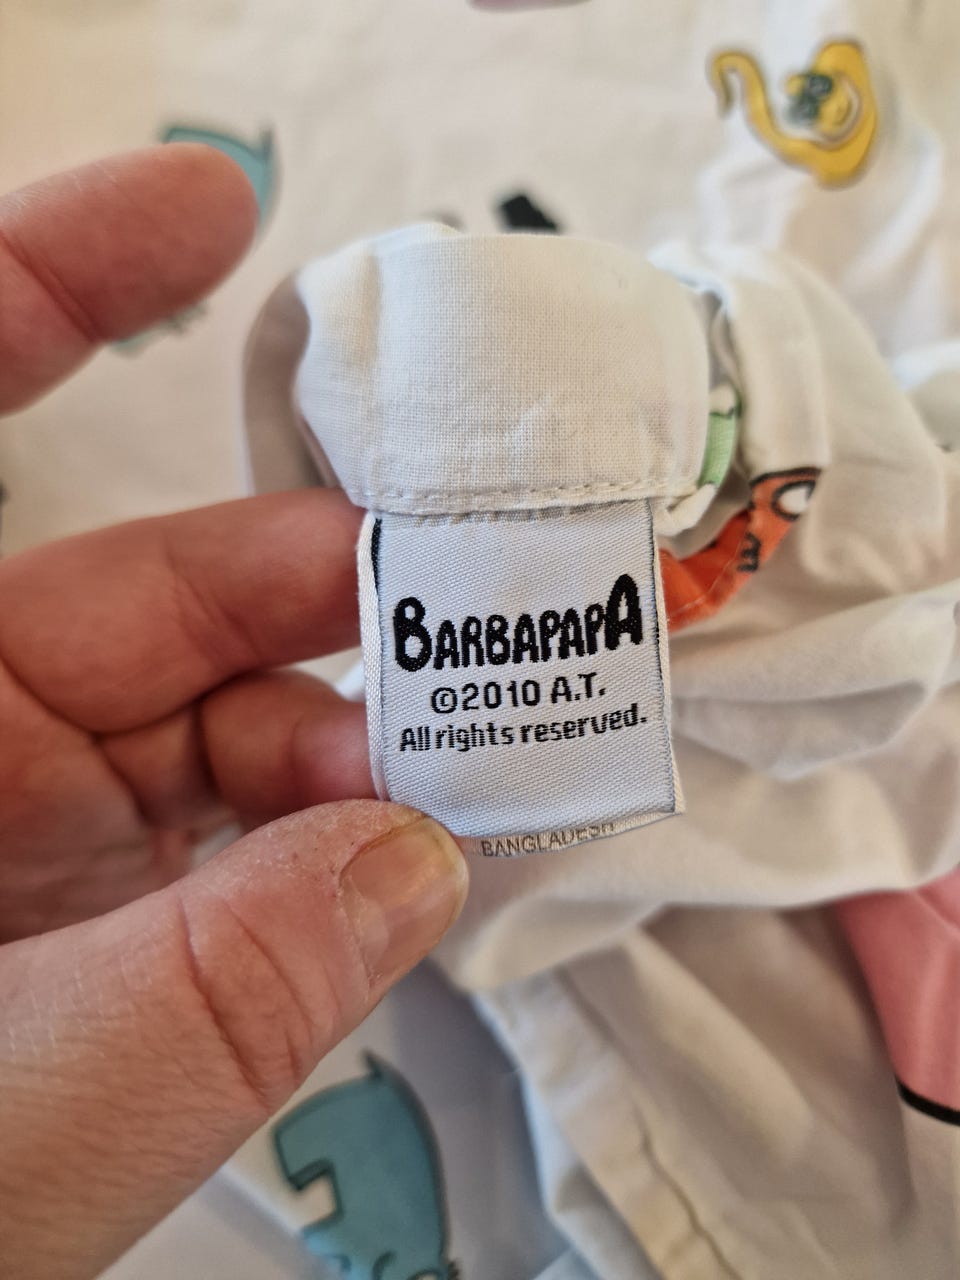 BARBAPAPA
©2010 A.T.
All rights reserved.
BANGLADESH